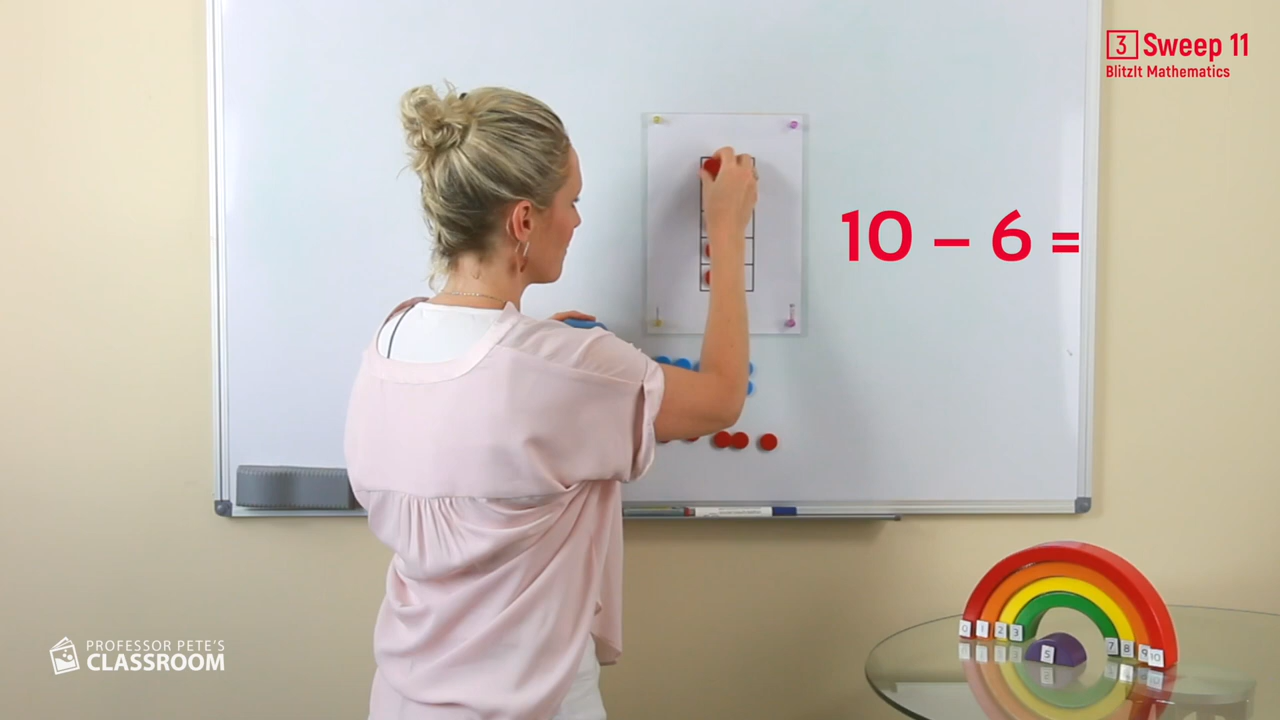 3 Sweep 11
BlitzIt Mathematics
10 – 6 =
0 1 2 3
5
7 8 9 10
PROFESSOR PETE'S
CLASSROOM